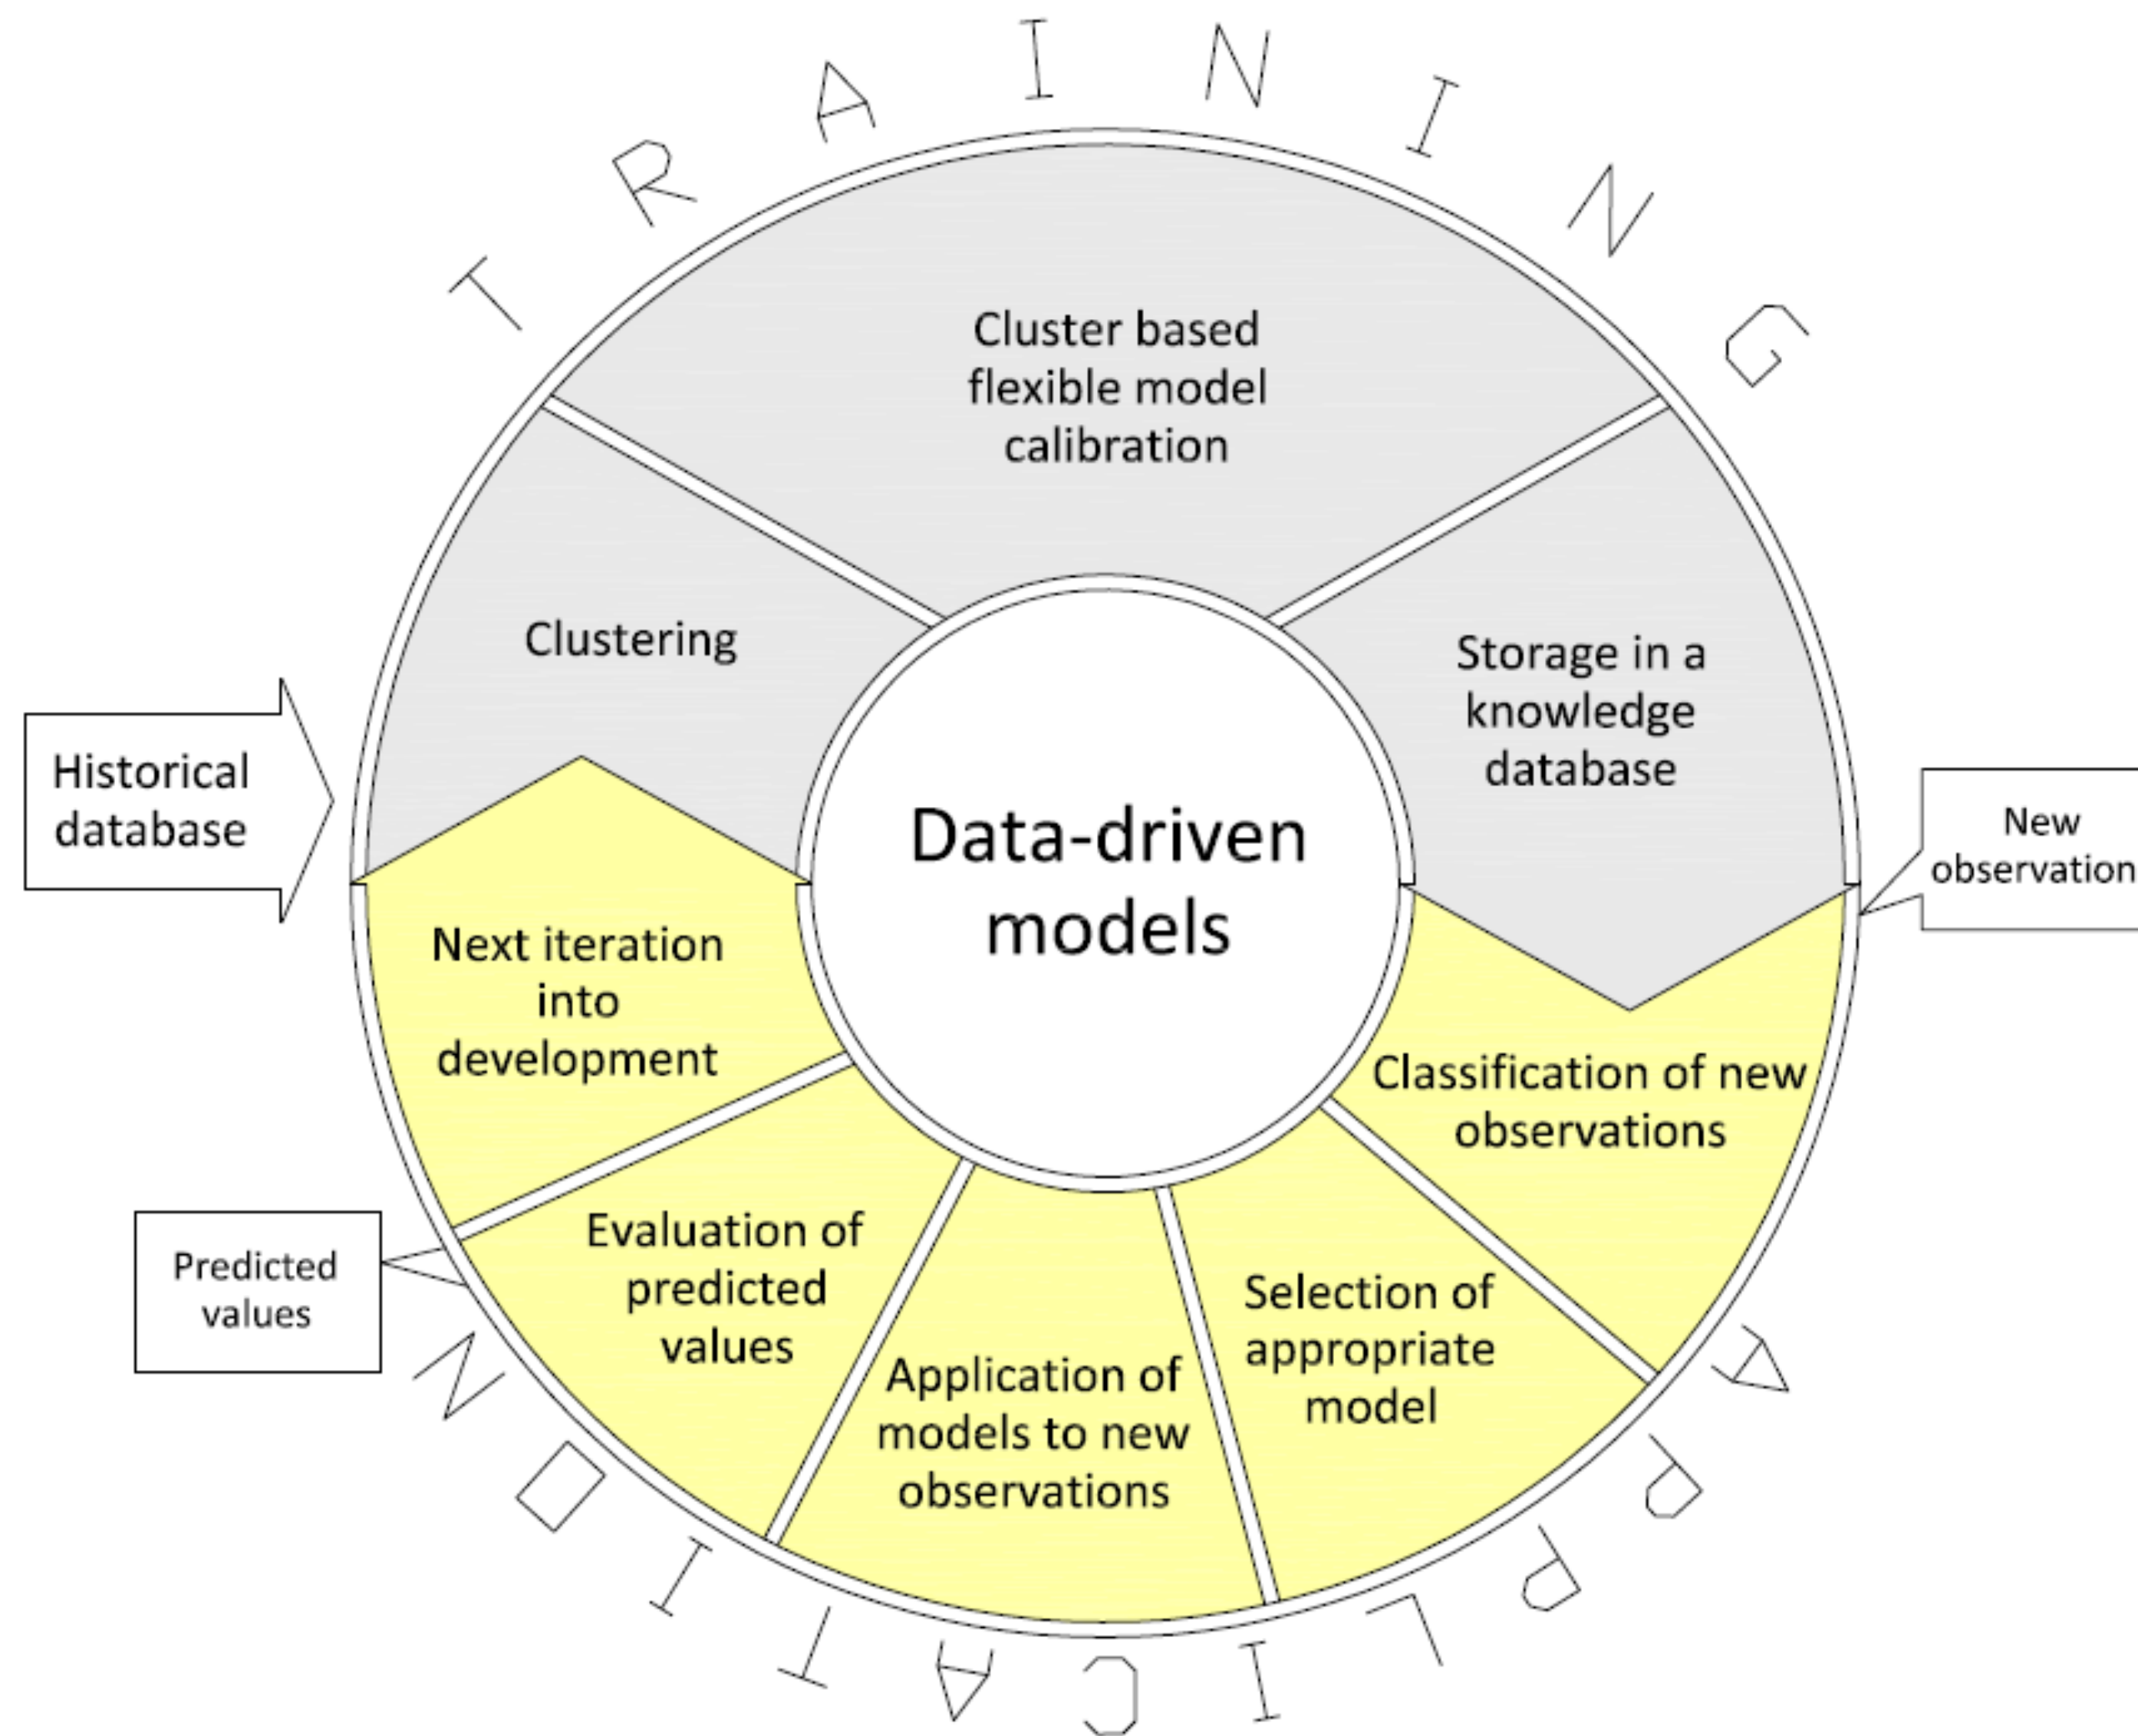 TRAINING
Cluster based
flexible model
calibration
Clustering
Storage in a
knowledge
database
Historical
database
Data-driven
models
New
observation
Next iteration
into
development
Classification of new
observations
Predicted
values
Evaluation of
predicted
values
Selection of
appropriate
model
Application of
models to new
observations
APPLICATION